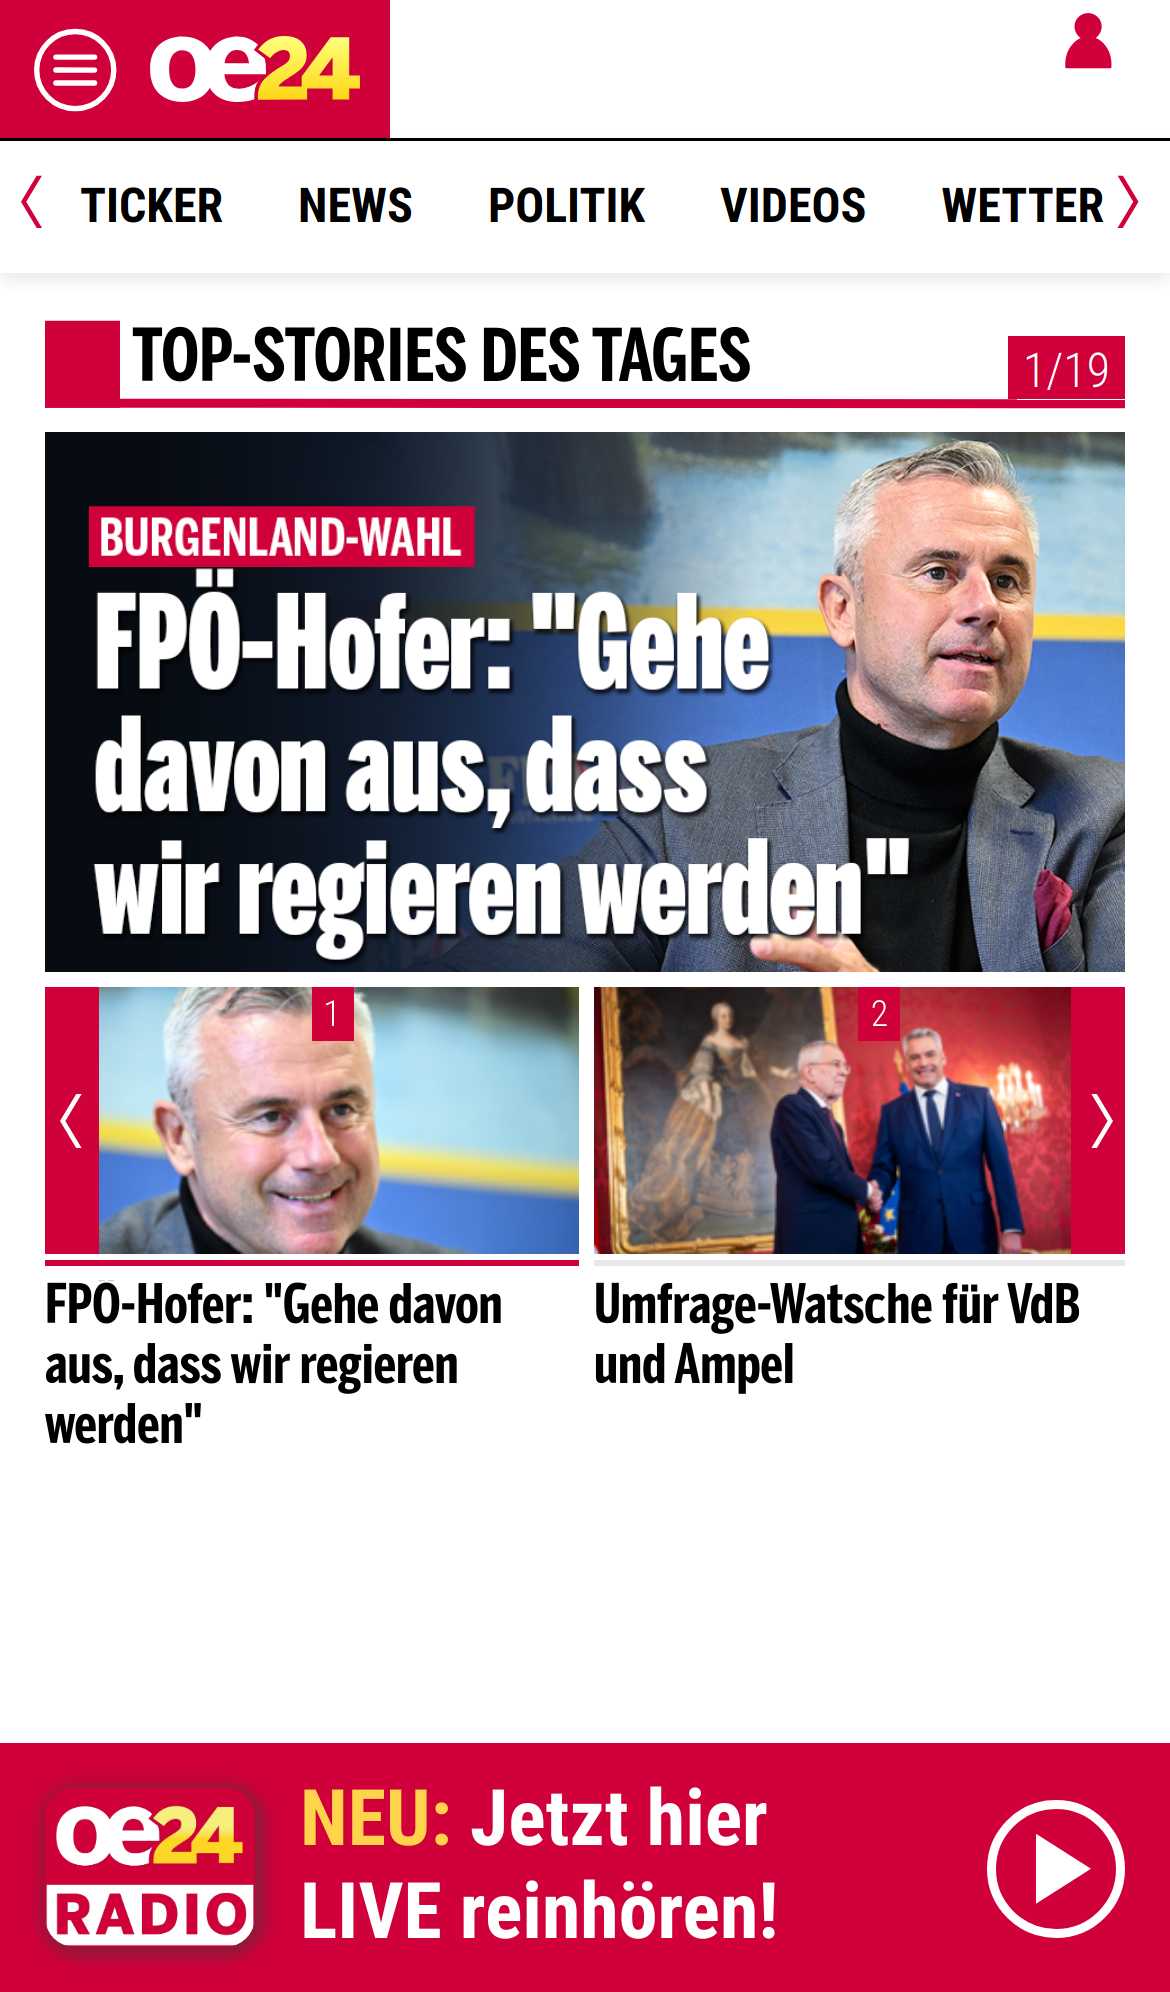 oe24
TICKER NEWS POLITIK VIDEOS WETTER
TOP-STORIES DES TAGES
1/19
BURGENLAND-WAHL
FPÖ-Hofer: "Gehe
davon aus, dass
wir regieren werden"
1
2
FPÖ-Hofer: "Gehe davon
aus, dass wir regieren
werden"
Umfrage-Watsche für VdB
und Ampel
oe24
RADIO
NEU: Jetzt hier
LIVE reinhören!